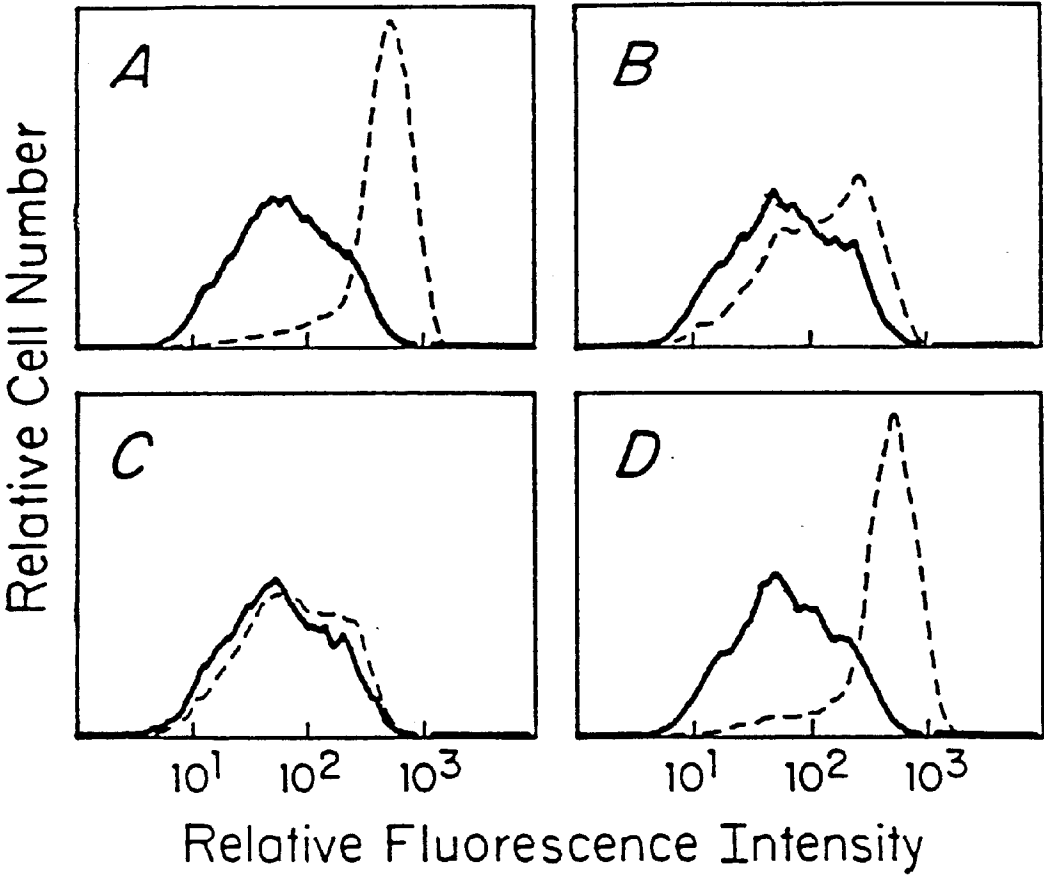 A
B
Relative Cell Number
C
D
10¹ 10² 10³
10¹ 10² 10³
Relative Fluorescence Intensity